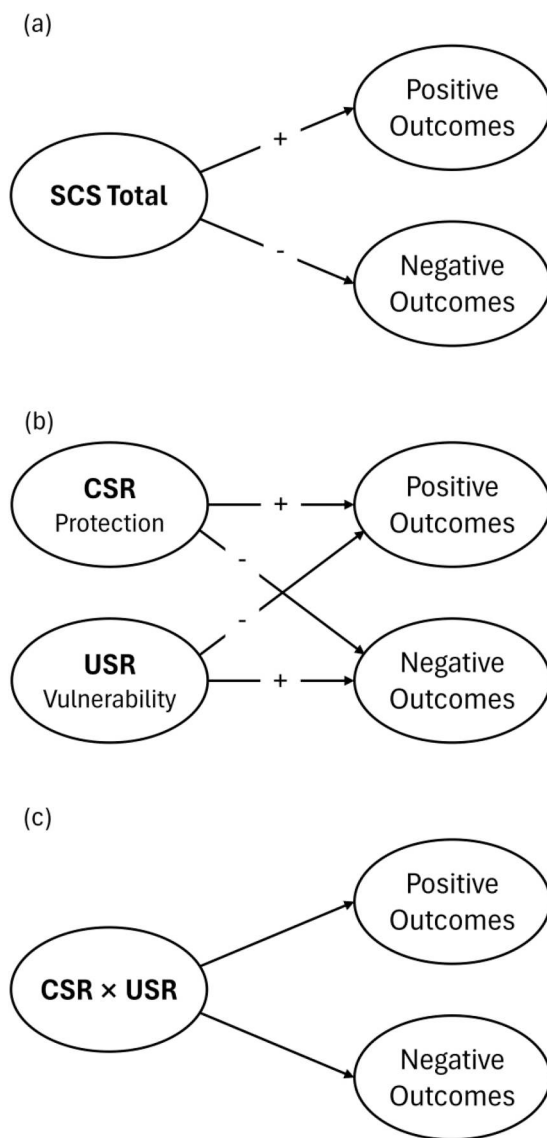 (a)
Positive
Outcomes
+
SCS Total
-
Negative
Outcomes
(b)
CSR
Protection
+
Positive
Outcomes
-
-
USR
Vulnerability
+
Negative
Outcomes
(c)
Positive
Outcomes
CSR × USR
Negative
Outcomes